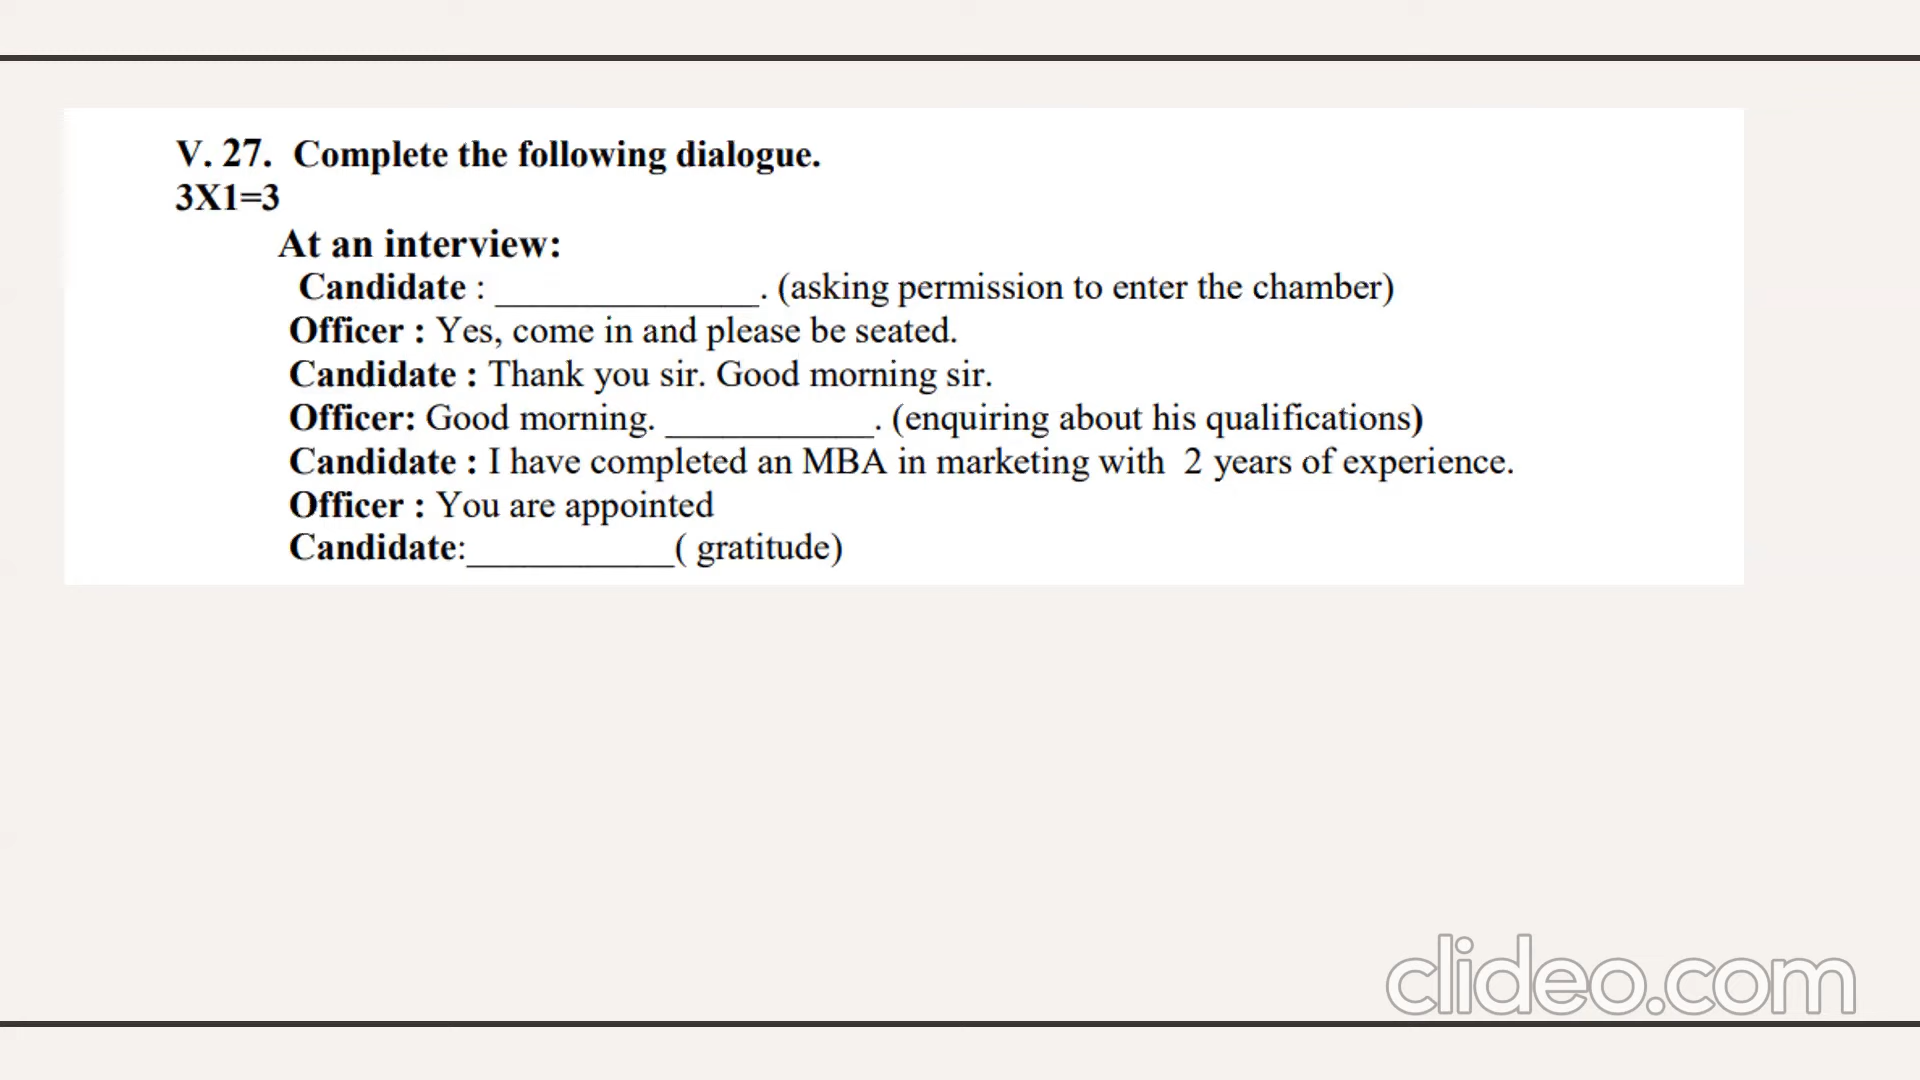 V. 27. Complete the following dialogue.
3X1=3
At an interview:
Candidate : ______________. (asking permission to enter the chamber)
Officer : Yes, come in and please be seated.
Candidate : Thank you sir. Good morning sir.
Officer: Good morning. ___________. (enquiring about his qualifications)
Candidate : I have completed an MBA in marketing with 2 years of experience.
Officer : You are appointed
Candidate:___________( gratitude)
clideo.com